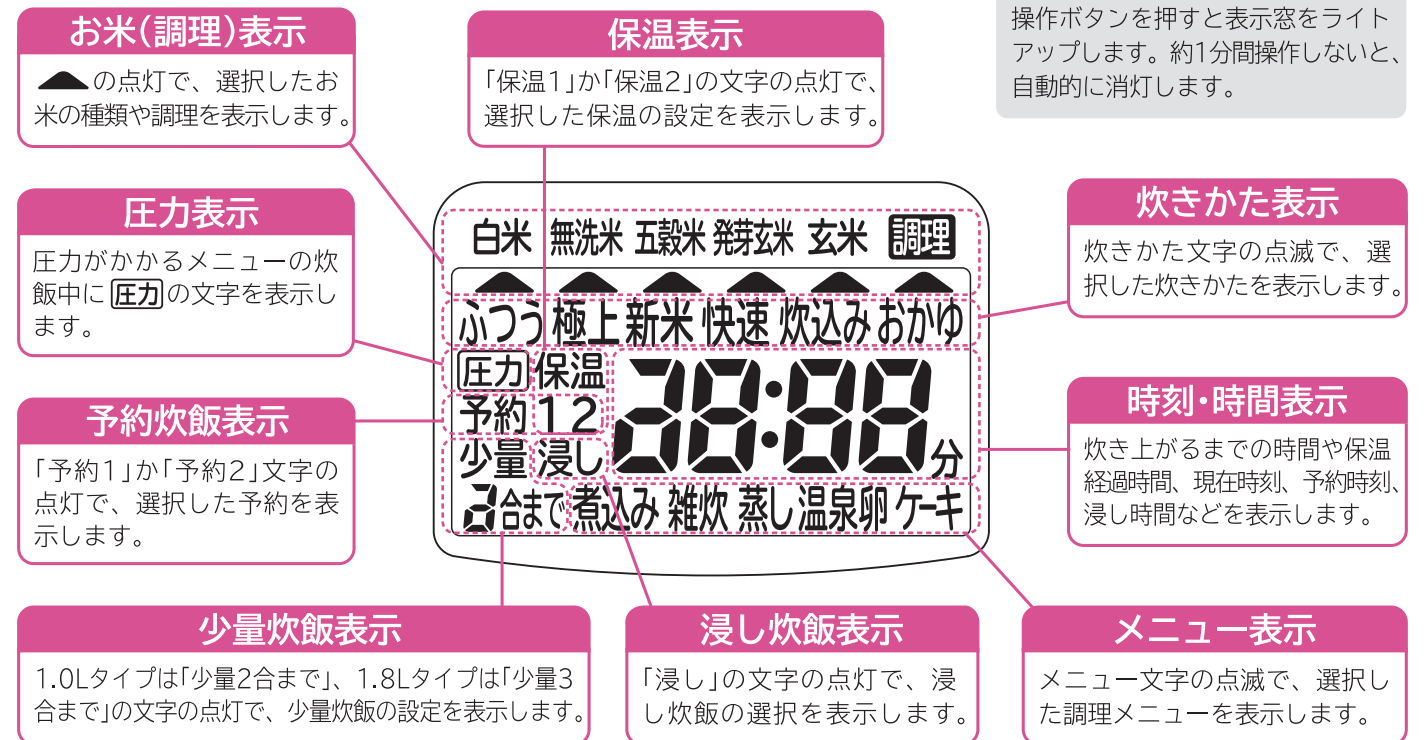 お米(調理)表示
▲の点灯で、選択したお
米の種類や調理を表示します。
保温表示
「保温1」か「保温2」の文字の点灯で、
選択した保温の設定を表示します。
操作ボタンを押すと表示窓をライト
アップします。約1分間操作しないと、
自動的に消灯します。
圧力表示
圧力がかかるメニューの炊
飯中に圧力の文字を表示し
ます。
予約炊飯表示
「予約1」か「予約2」文字の
点灯で、選択した予約を表
示します。
白米 無洗米 五穀米 発芽玄米 玄米 調理
ふつう 極上 新米 快速 炊込み おかゆ
圧力 保温
予約 1 2
28:88
少量 浸し
分
2合まで 煮込み 雑炊 蒸し 温泉卵 ケーキ
炊きかた表示
炊きかた文字の点滅で、選
択した炊きかたを表示します。
時刻・時間表示
炊き上がるまでの時間や保温
経過時間、現在時刻、予約時刻、
浸し時間などを表示します。
少量炊飯表示
1.0Lタイプは「少量2合まで」、1.8Lタイプは「少量3
合まで」の文字の点灯で、少量炊飯の設定を表示します。
浸し炊飯表示
「浸し」の文字の点灯で、浸
し炊飯の選択を表示します。
メニュー表示
メニュー文字の点滅で、選択し
た調理メニューを表示します。